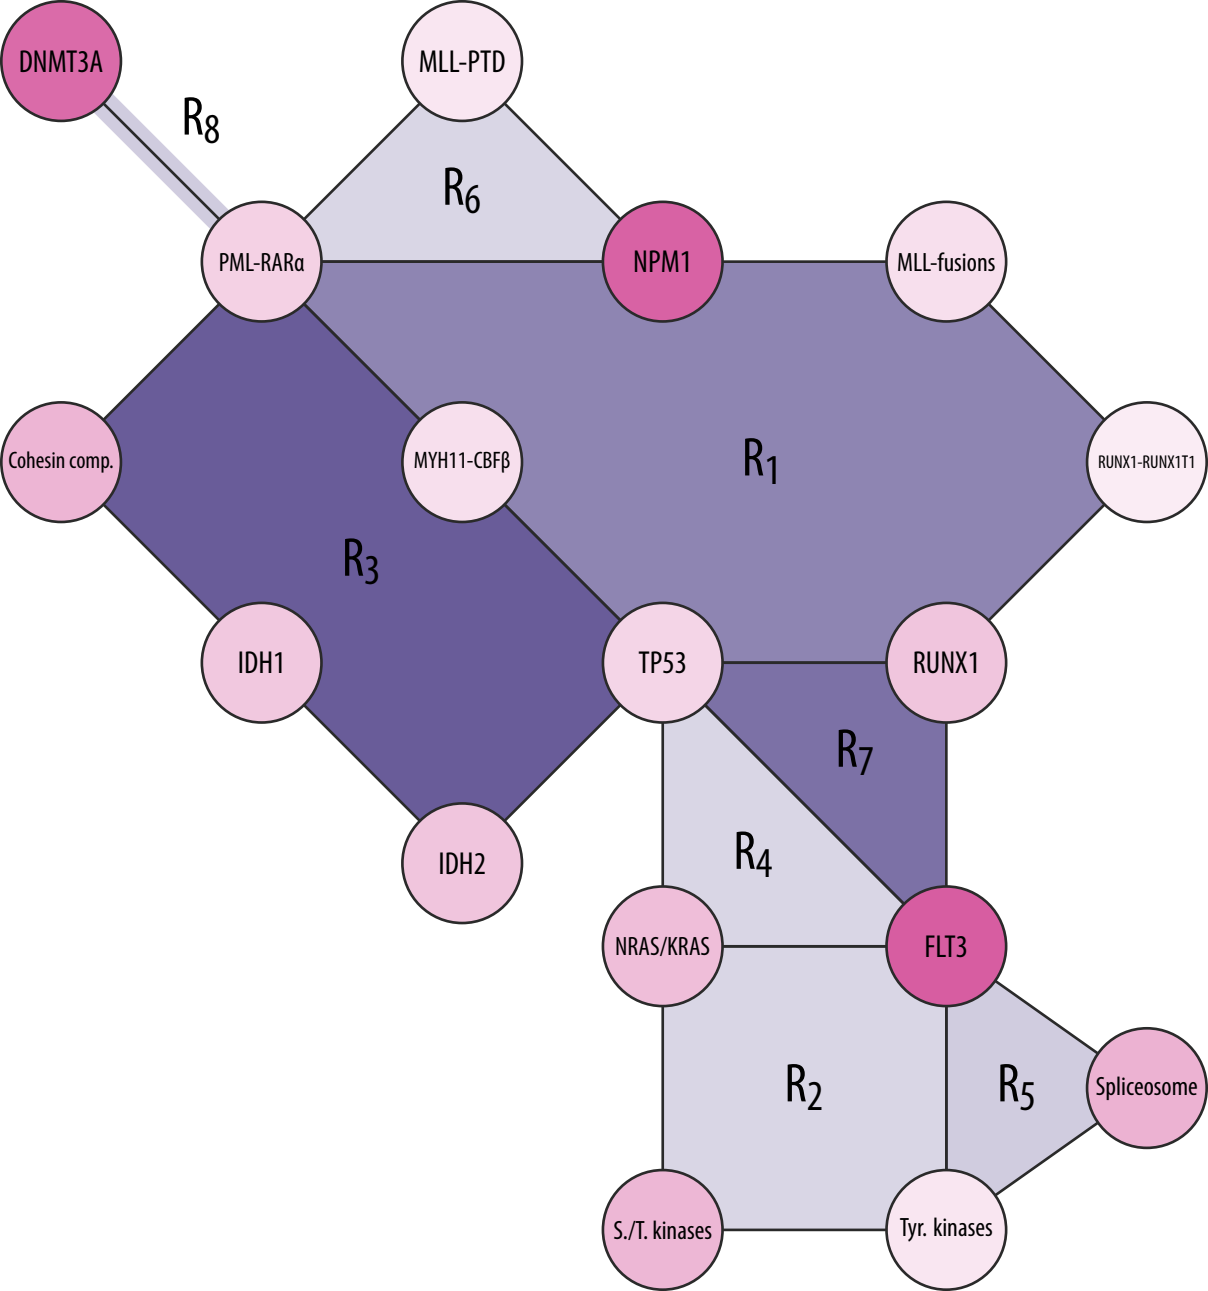 DNMT3A
MLL-PTD
R8
R6
PML-RARα
NPM1
MLL-fusions
Cohesin comp.
MYH11-CBFβ
R1
RUNX1-RUNX1T1
R3
IDH1
TP53
RUNX1
R7
R4
IDH2
NRAS/KRAS
FLT3
R2
R5
Spliceosome
S./T. kinases
Tyr. kinases